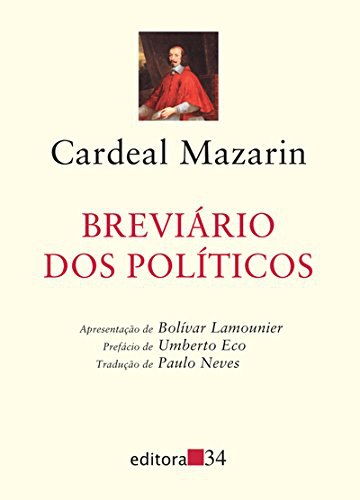 Cardeal Mazarin
BREVIÁRIO
DOS POLÍTICOS
Apresentação de Bolívar Lamounier
Prefácio de Umberto Eco
Tradução de Paulo Neves
editora 34